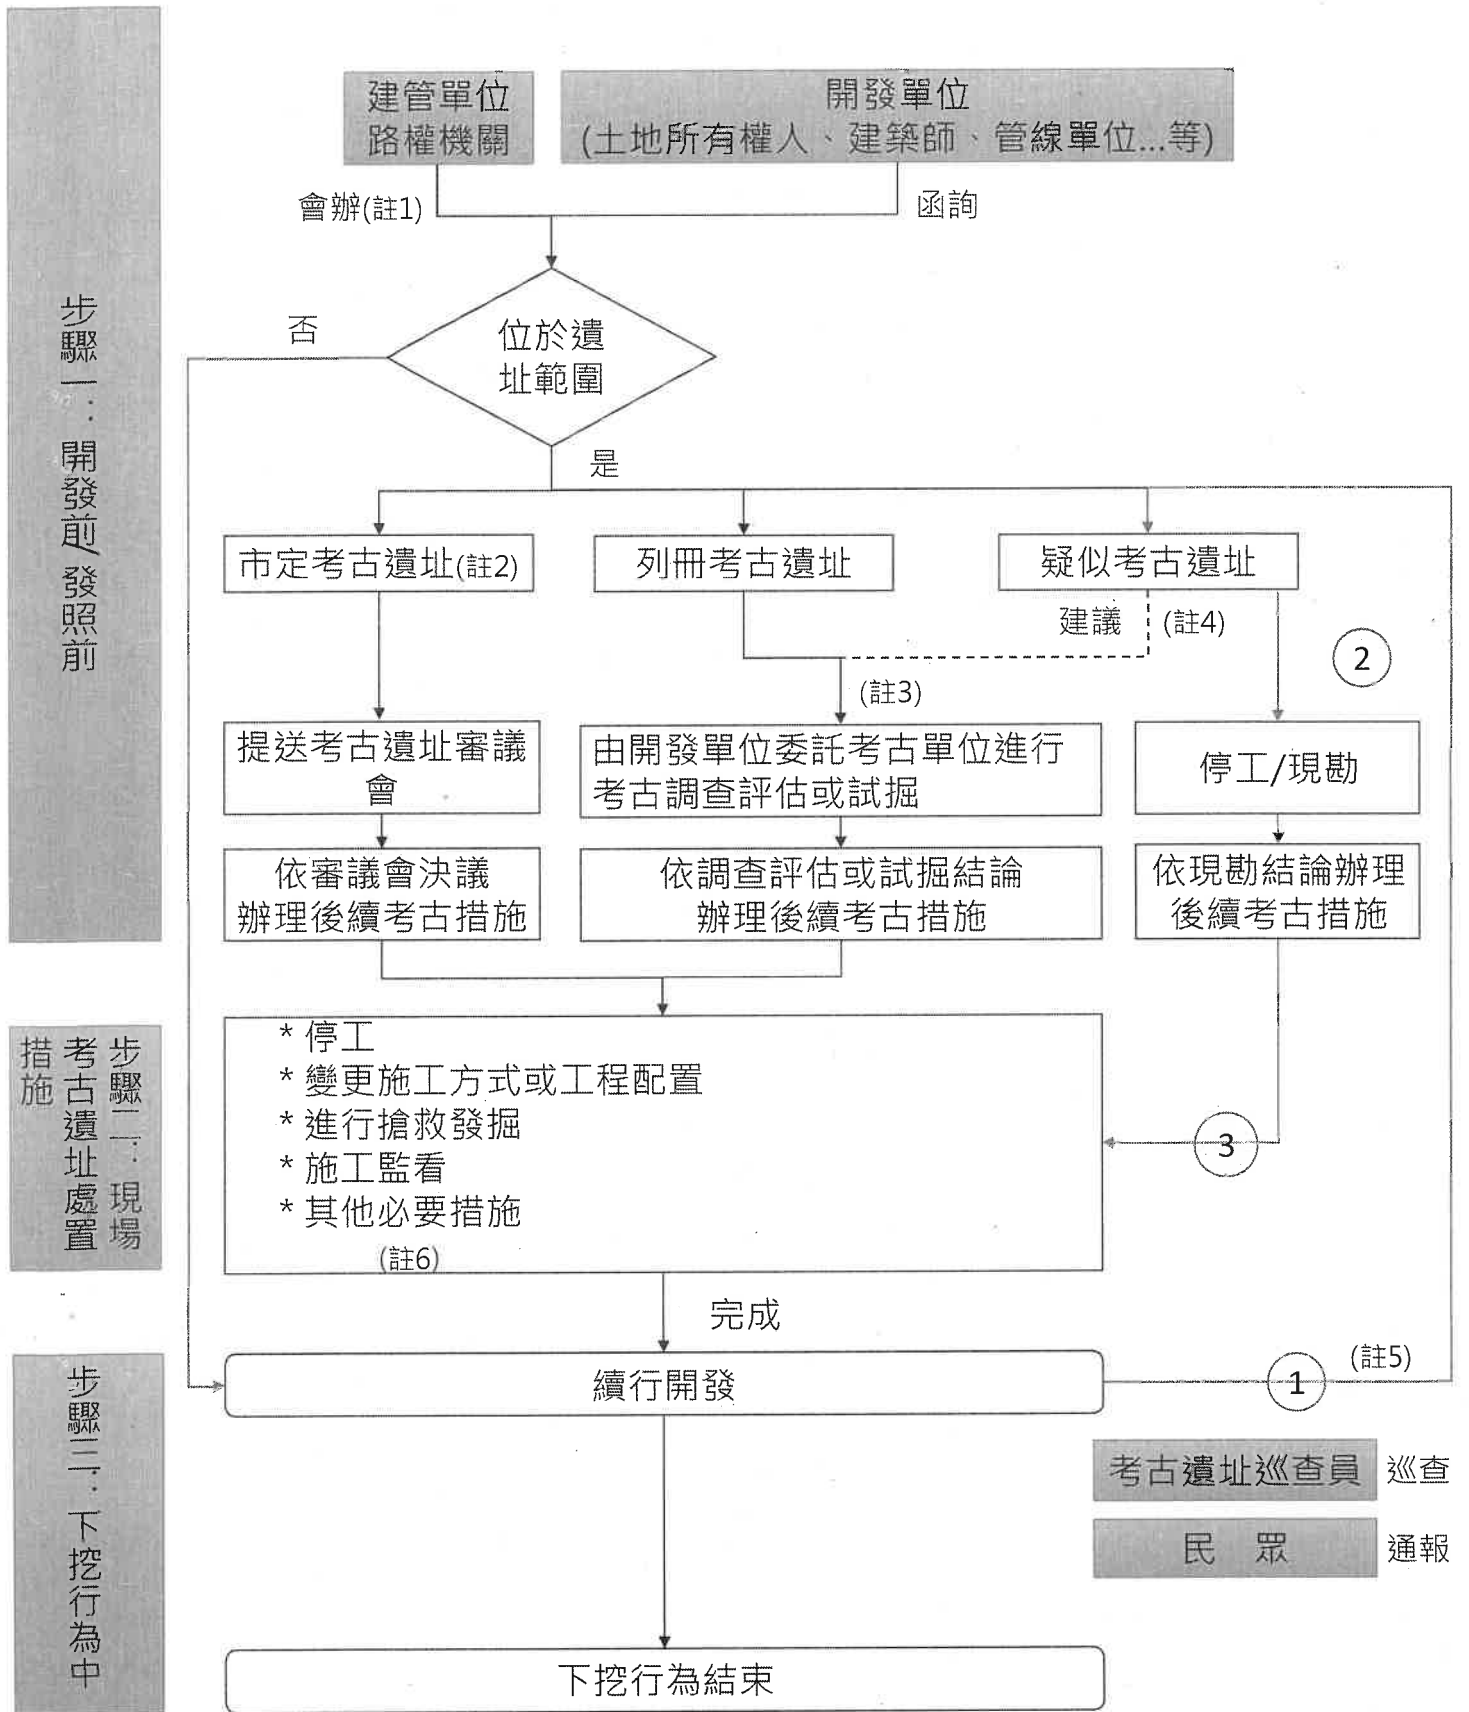 步驟一：開發前/發照前
建管單位
路權機關
開發單位
(土地所有權人、建築師、管線單位...等)
會辦(註1)
函詢
位於遺
址範圍
否
是
市定考古遺址(註2)
列冊考古遺址
疑似考古遺址
建議
(註4)
2
(註3)
提送考古遺址審議
會
由開發單位委託考古單位進行
考古調查評估或試掘
停工/現勘
依審議會決議
辦理後續考古措施
依調查評估或試掘結論
辦理後續考古措施
依現勘結論辦理
後續考古措施
步驟二：現場
考古遺址處置
措施
* 停工
* 變更施工方式或工程配置
* 進行搶救發掘
* 施工監看
* 其他必要措施
(註6)
3
完成
步驟三：下挖行為中
續行開發
1
(註5)
考古遺址巡查員
巡查
民 眾
通報
下挖行為結束